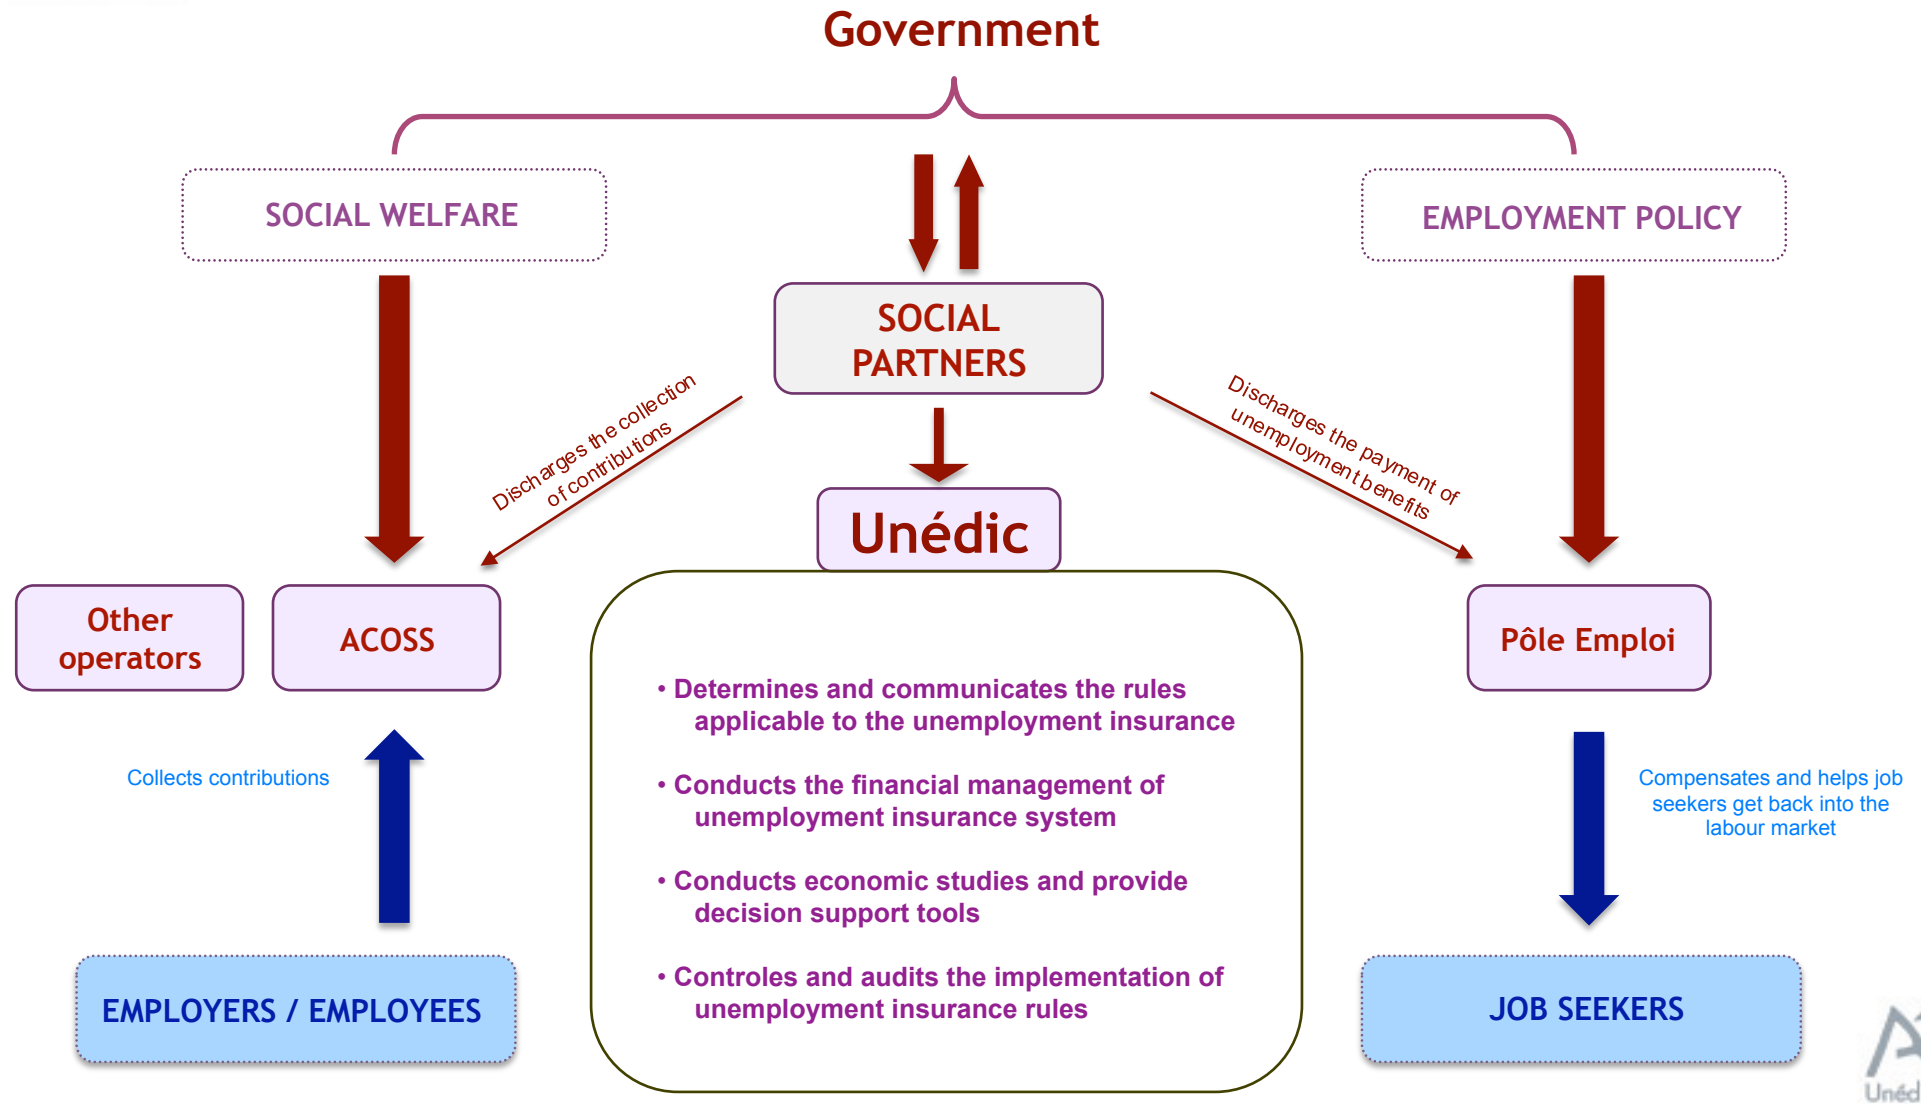 Government
SOCIAL WELFARE
EMPLOYMENT POLICY
SOCIAL
PARTNERS
Discharges the collection
of contributions
Discharges the payment of
unemployment benefits
Unédic
Other
operators
ACOSS
Pôle Emploi
• Determines and communicates the rules
applicable to the unemployment insurance
• Conducts the financial management of
unemployment insurance system
• Conducts economic studies and provide
decision support tools
• Controles and audits the implementation of
unemployment insurance rules
Collects contributions
Compensates and helps job
seekers get back into the
labour market
EMPLOYERS / EMPLOYEES
JOB SEEKERS
Unéd